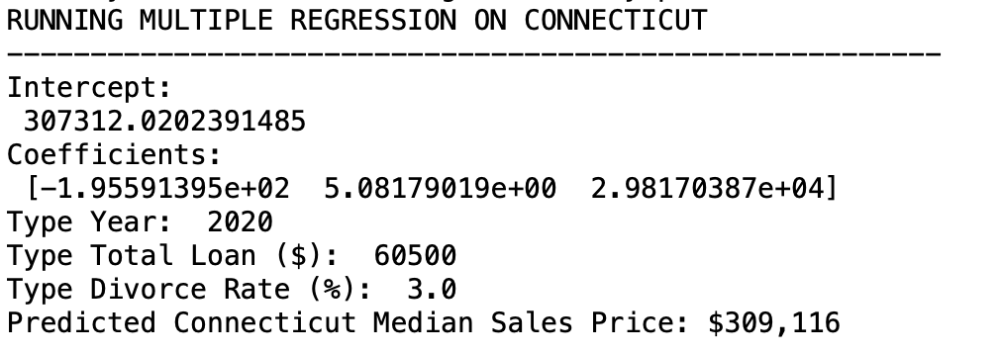 RUNNING MULTIPLE REGRESSION ON CONNECTICUT
--------------------------------------------------------
Intercept:
 307312.0202391485
Coefficients:
 [-1.95591395e+02  5.08179019e+00  2.98170387e+04]
Type Year:  2020
Type Total Loan ($):  60500
Type Divorce Rate (%):  3.0
Predicted Connecticut Median Sales Price: $309,116